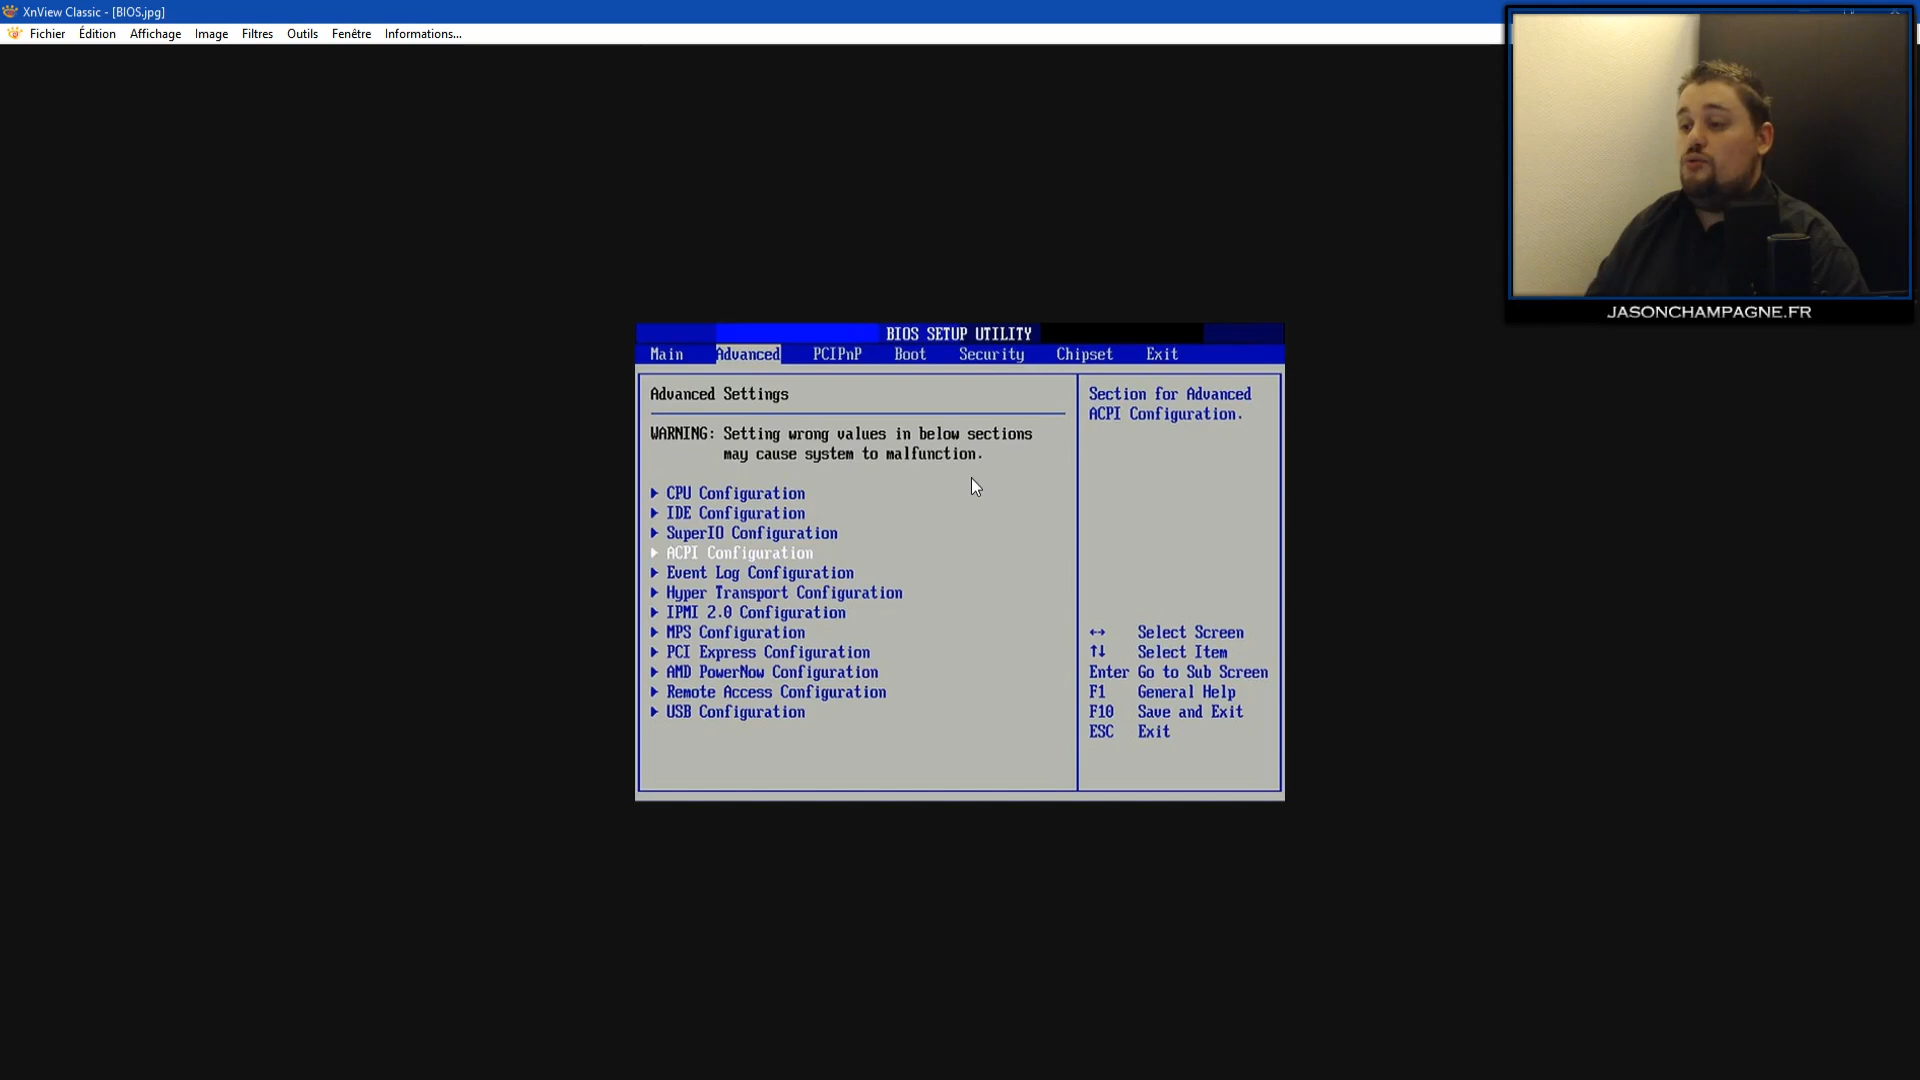 XnView Classic - [BIOS.jpg]
Fichier Édition Affichage Image Filtres Outils Fenêtre Informations...
JASONCHAMPAGNE.FR
BIOS SETUP UTILITY
Main Advanced PCIPnP Boot Security Chipset Exit
Advanced Settings
WARNING: Setting wrong values in below sections
may cause system to malfunction.
▶ CPU Configuration
▶ IDE Configuration
▶ SuperIO Configuration
▶ ACPI Configuration
▶ Event Log Configuration
▶ Hyper Transport Configuration
▶ IPMI 2.0 Configuration
▶ MPS Configuration
▶ PCI Express Configuration
▶ AMD PowerNow Configuration
▶ Remote Access Configuration
▶ USB Configuration
Section for Advanced
ACPI Configuration.
↔ Select Screen
↑↓ Select Item
Enter Go to Sub Screen
F1 General Help
F10 Save and Exit
ESC Exit